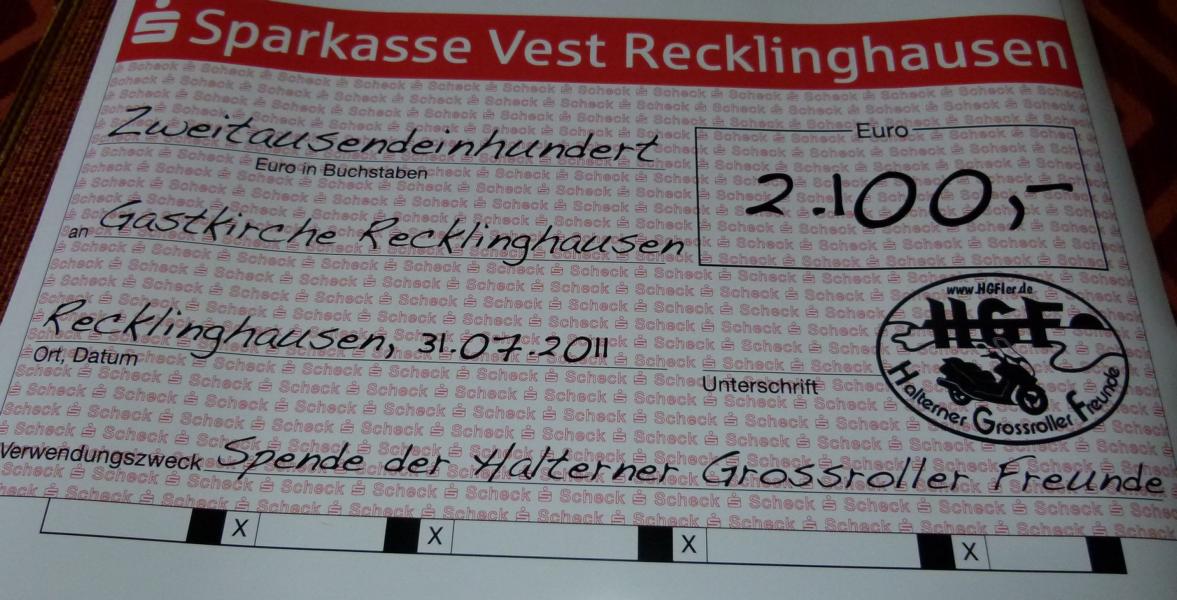 Sparkasse Vest Recklinghausen
Zweitausendeinhundert
Euro in Buchstaben
Euro
2.100,-
an Gastkirche Recklinghausen
www.HGFler.de
HGF
Halterner Grossroller Freunde
Recklinghausen, 31.07.2011
Ort, Datum
Unterschrift
Verwendungszweck Spende der Halterner Grossroller Freunde
X X X X